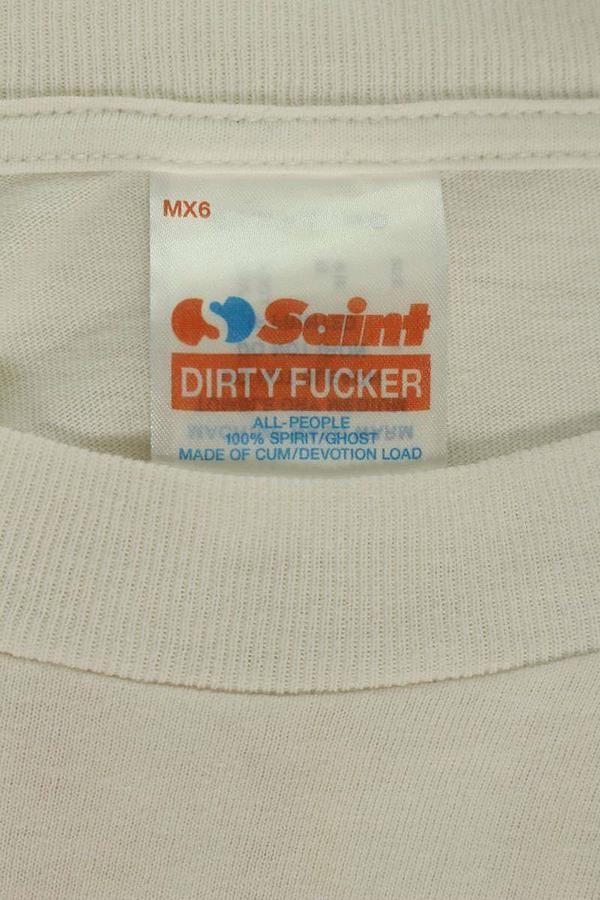 MX6
Saint
DIRTY FUCKER
ALL-PEOPLE
100% SPIRIT/GHOST
MADE OF CUM/DEVOTION LOAD